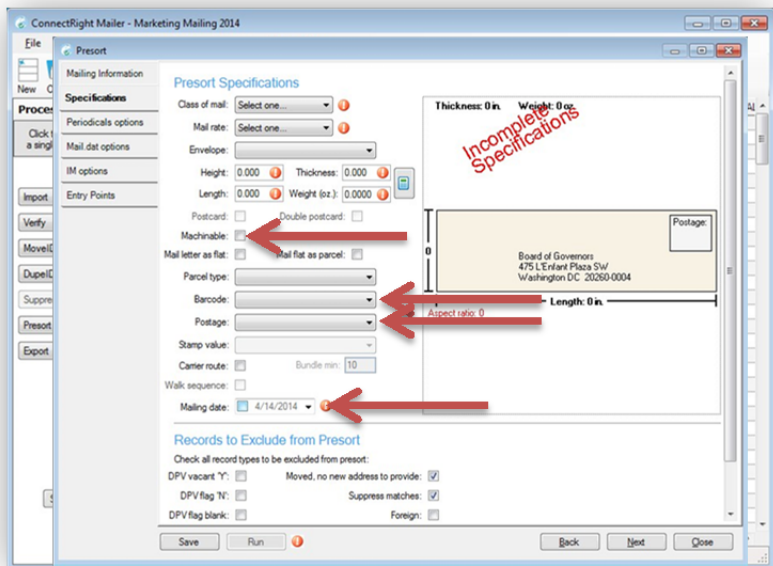 ConnectRight Mailer - Marketing Mailing 2014
File
Presort
New
Proces
Click
a singl
Import
Verify
MoveID
DupeID
Suppre
Presort
Export
Mailing Information
Specifications
Periodicals options
Mail.dat options
IM options
Entry Points
Presort Specifications
Class of mail: Select one...
Mail rate: Select one...
Envelope:
Height: 0.000 Thickness: 0.000
Length: 0.000 Weight (oz.): 0.0000
Postcard: Double postcard:
Machinable:
Mail letter as flat: Mail flat as parcel:
Parcel type:
Barcode:
Postage:
Stamp value:
Carrier route: Bundle min: 10
Walk sequence:
Mailing date: 4/14/2014
Thickness: 0 in. Weight: 0 oz.
Incomplete
Specifications
Postage:
0
Board of Governors
475 L'Enfant Plaza SW
Washington DC 20260-0004
Length: 0 in.
Aspect ratio: 0
Records to Exclude from Presort
Check all record types to be excluded from presort:
DPV vacant 'Y': Moved, no new address to provide:
DPV flag 'N': Suppress matches:
DPV flag blank: Foreign:
Save Run Back Next Close